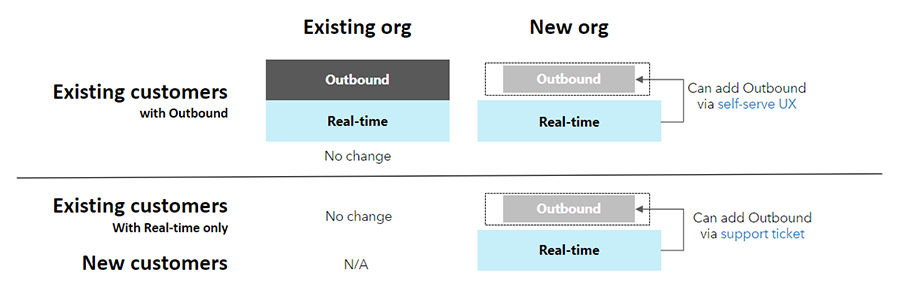 Existing org
New org
Existing customers
with Outbound
Outbound
Real-time
No change
Outbound
Real-time
Can add Outbound
via self-serve UX
Existing customers
With Real-time only
No change
New customers
N/A
Outbound
Real-time
Can add Outbound
via support ticket